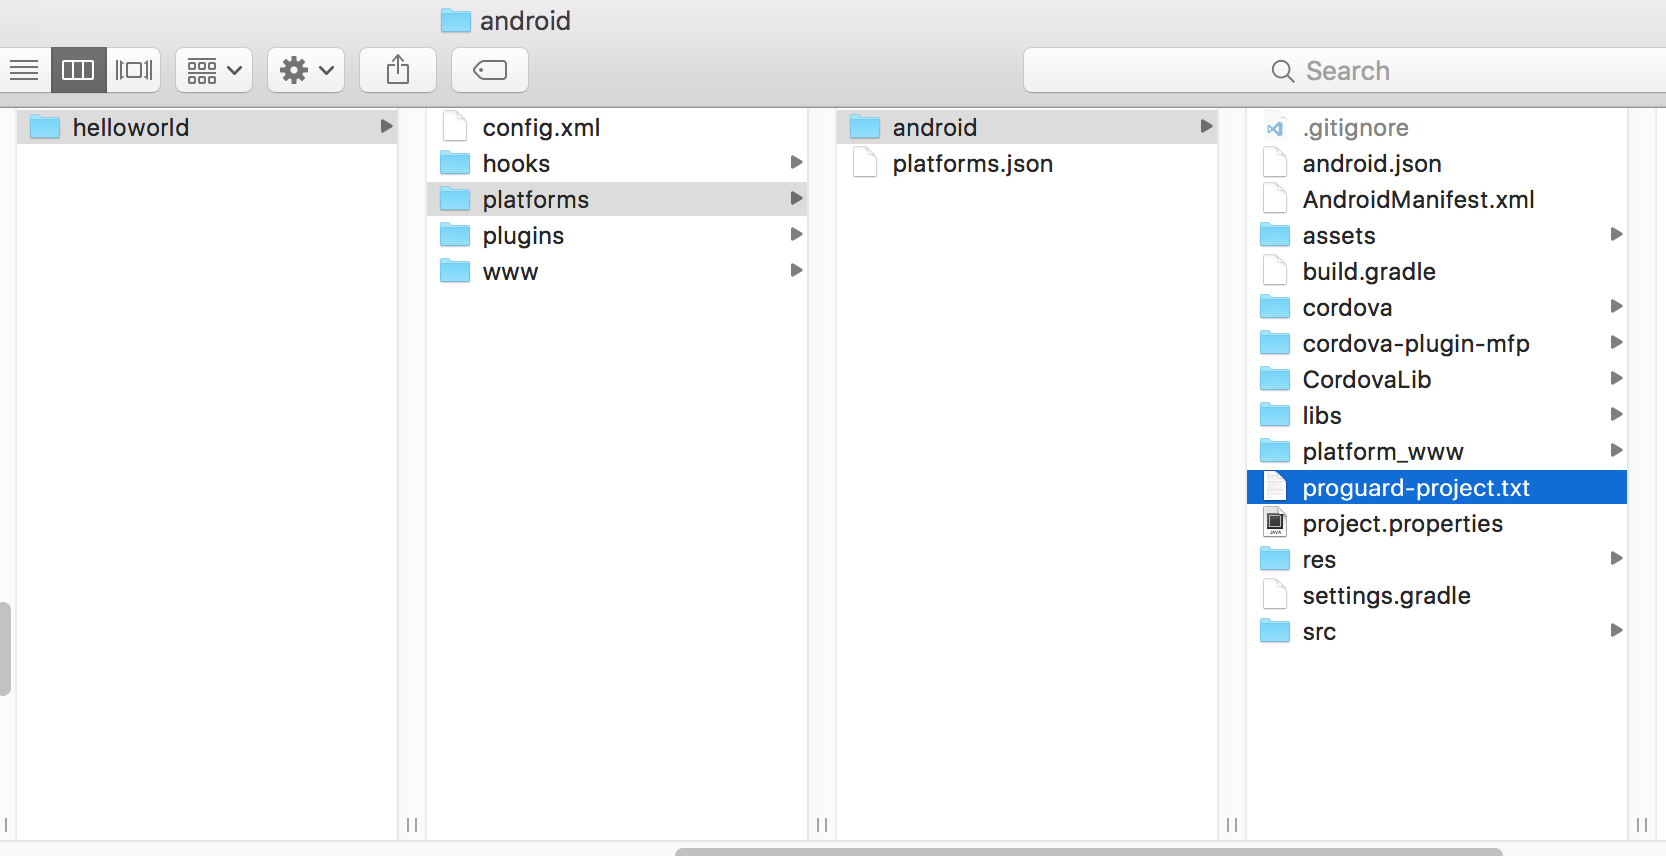 android
Search
helloworld
config.xml
hooks
platforms
plugins
www
android
platforms.json
.gitignore
android.json
AndroidManifest.xml
assets
build.gradle
cordova
cordova-plugin-mfp
CordovaLib
libs
platform_www
proguard-project.txt
project.properties
res
settings.gradle
src